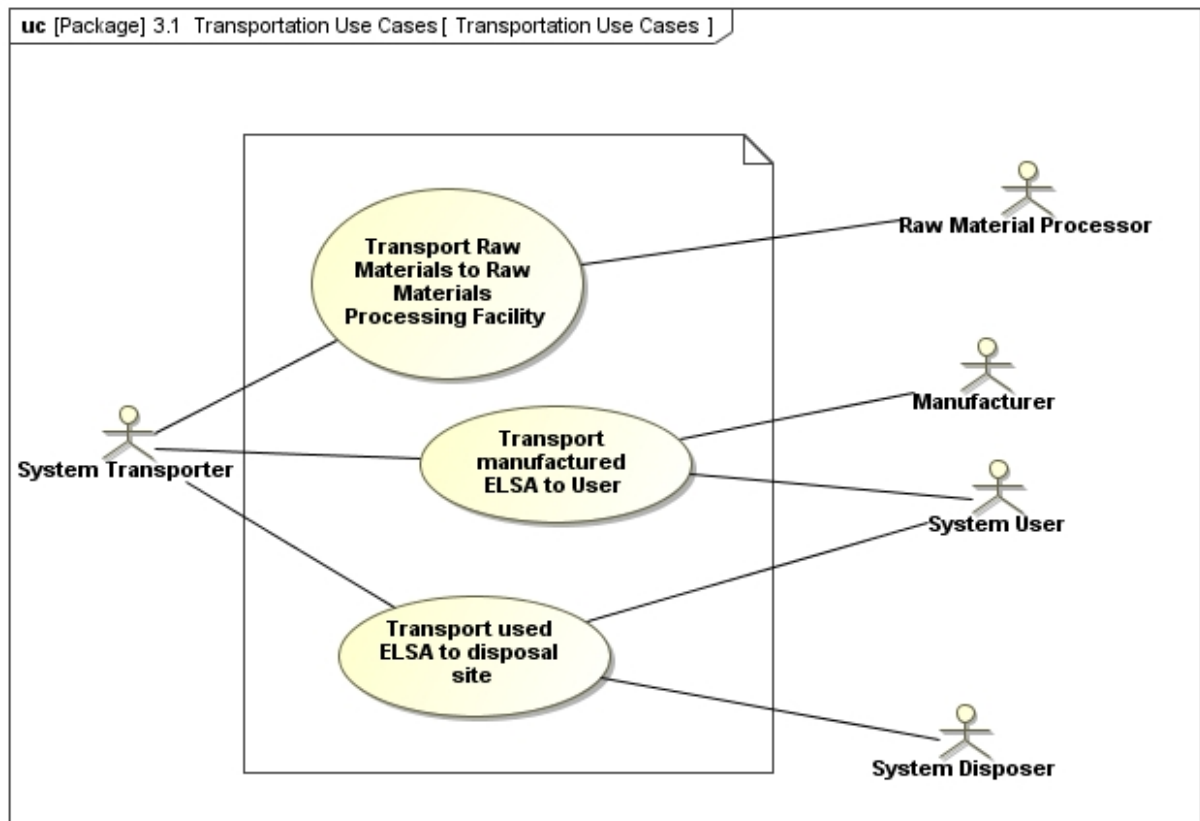 uc [Package] 3.1 Transportation Use Cases [ Transportation Use Cases ]
Transport Raw
Materials to Raw
Materials
Processing Facility
Raw Material Processor
Manufacturer
System Transporter
Transport
manufactured
ELSA to User
System User
Transport used
ELSA to disposal
site
System Disposer